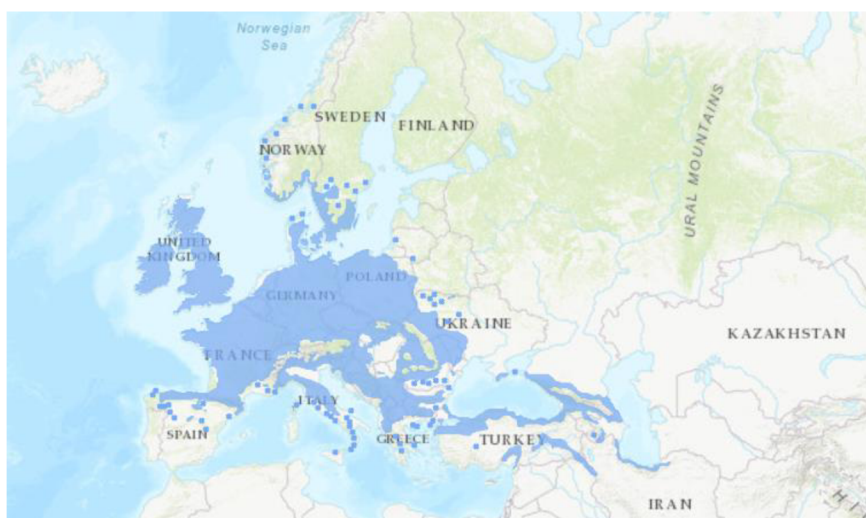 Norwegian
Sea
SWEDEN
FINLAND
NORWAY
URAL MOUNTAINS
UNITED
KINGDOM
POLAND
GERMANY
UKRAINE
KAZAKHSTAN
FRANCE
ITALY
SPAIN
GREECE
TURKEY
IRAN
H I